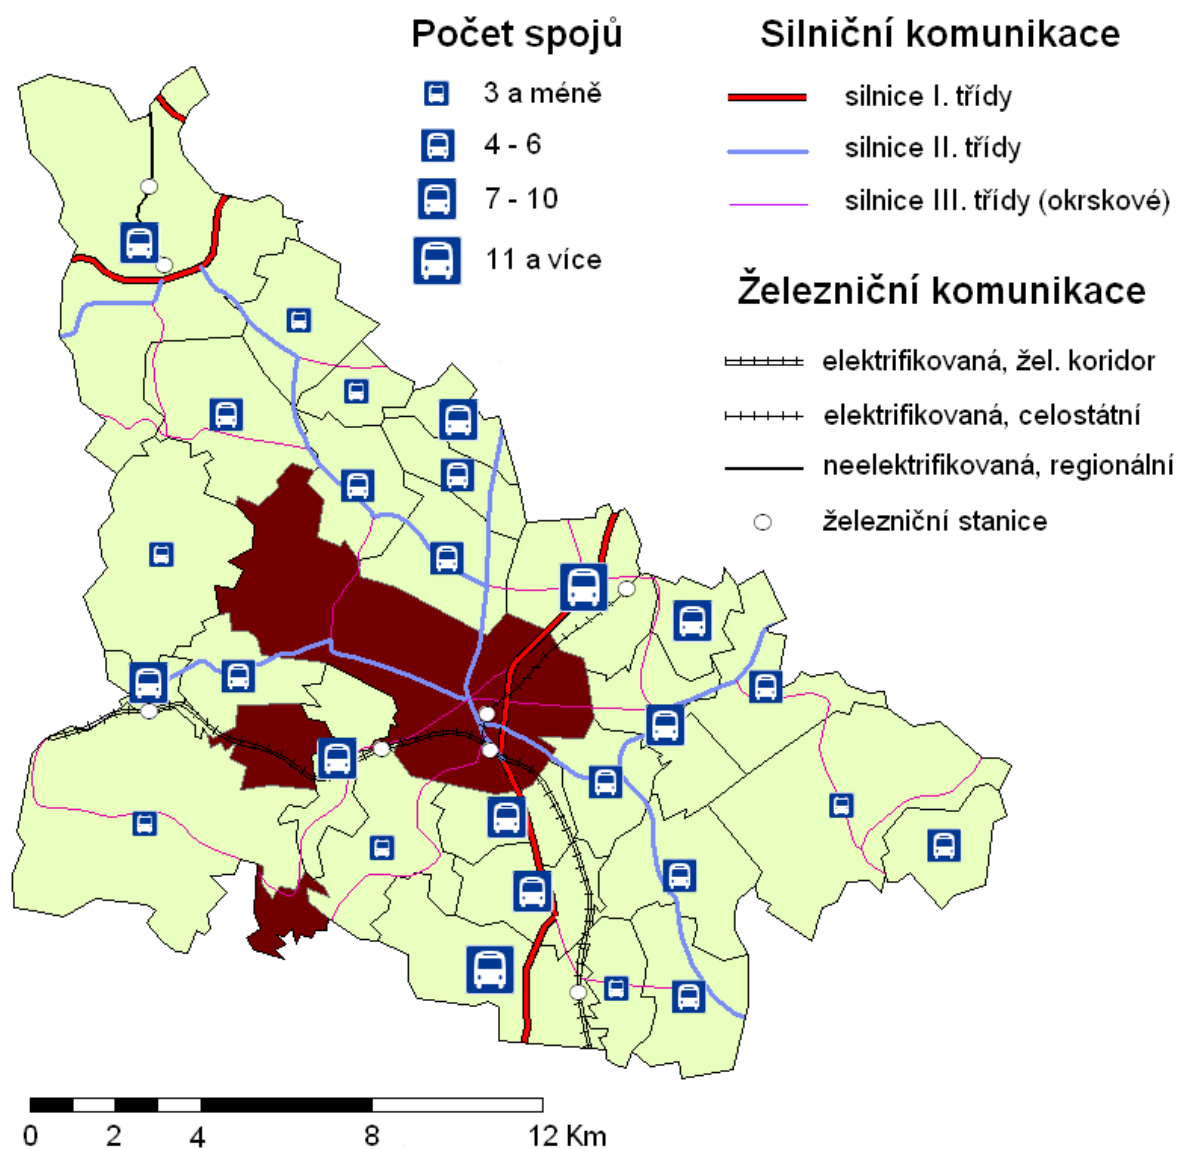 Počet spojů
3 a méně
4 - 6
7 - 10
11 a více
Silniční komunikace
silnice I. třídy
silnice II. třídy
silnice III. třídy (okrskové)
Železniční komunikace
elektrifikovaná, žel. koridor
elektrifikovaná, celostátní
neelektrifikovaná, regionální
železniční stanice
0 2 4 8 12 Km